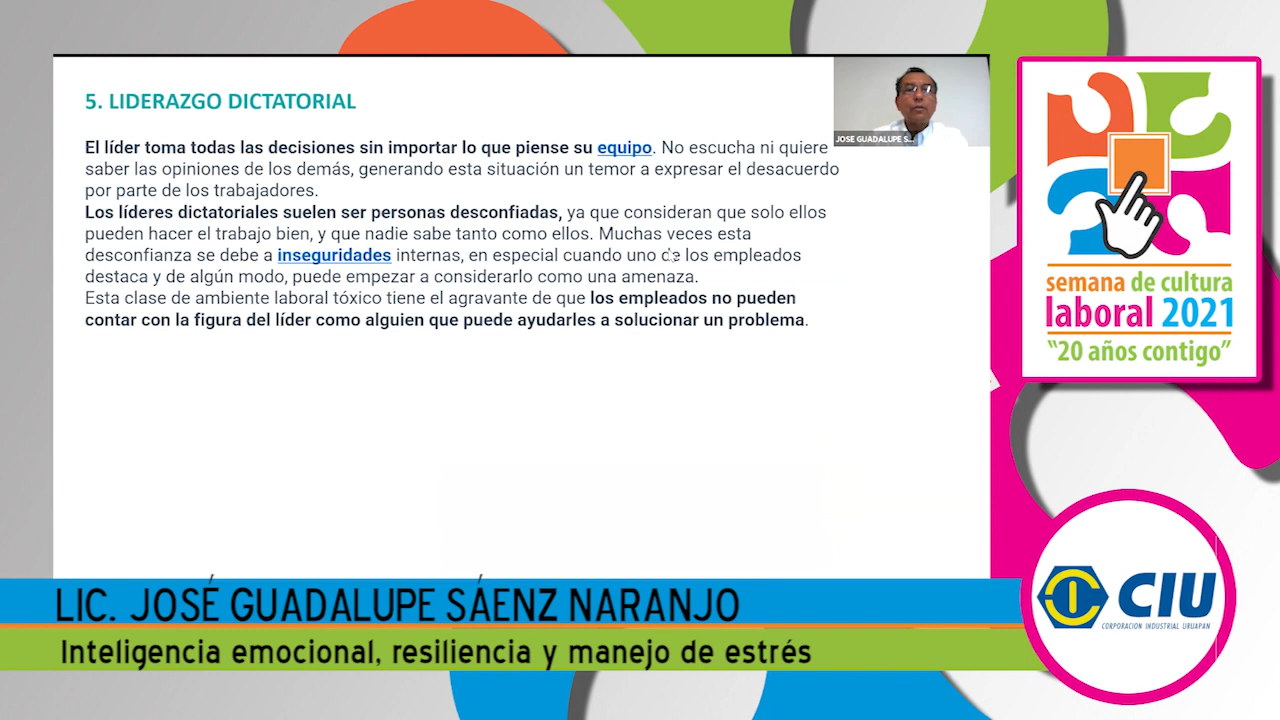 5. LIDERAZGO DICTATORIAL
El líder toma todas las decisiones sin importar lo que piense su equipo. No escucha ni quiere
saber las opiniones de los demás, generando esta situación un temor a expresar el desacuerdo
por parte de los trabajadores.
Los líderes dictatoriales suelen ser personas desconfiadas, ya que consideran que solo ellos
pueden hacer el trabajo bien, y que nadie sabe tanto como ellos. Muchas veces esta
desconfianza se debe a inseguridades internas, en especial cuando uno de los empleados
destaca y de algún modo, puede empezar a considerarlo como una amenaza.
Esta clase de ambiente laboral tóxico tiene el agravante de que los empleados no pueden
contar con la figura del líder como alguien que puede ayudarles a solucionar un problema.
JOSE GUADALUPE S...
semana de cultura
laboral 2021
"20 años contigo"
CIU
CORPORACION INDUSTRIAL URUAPAN
LIC. JOSÉ GUADALUPE SÁENZ NARANJO
Inteligencia emocional, resiliencia y manejo de estrés